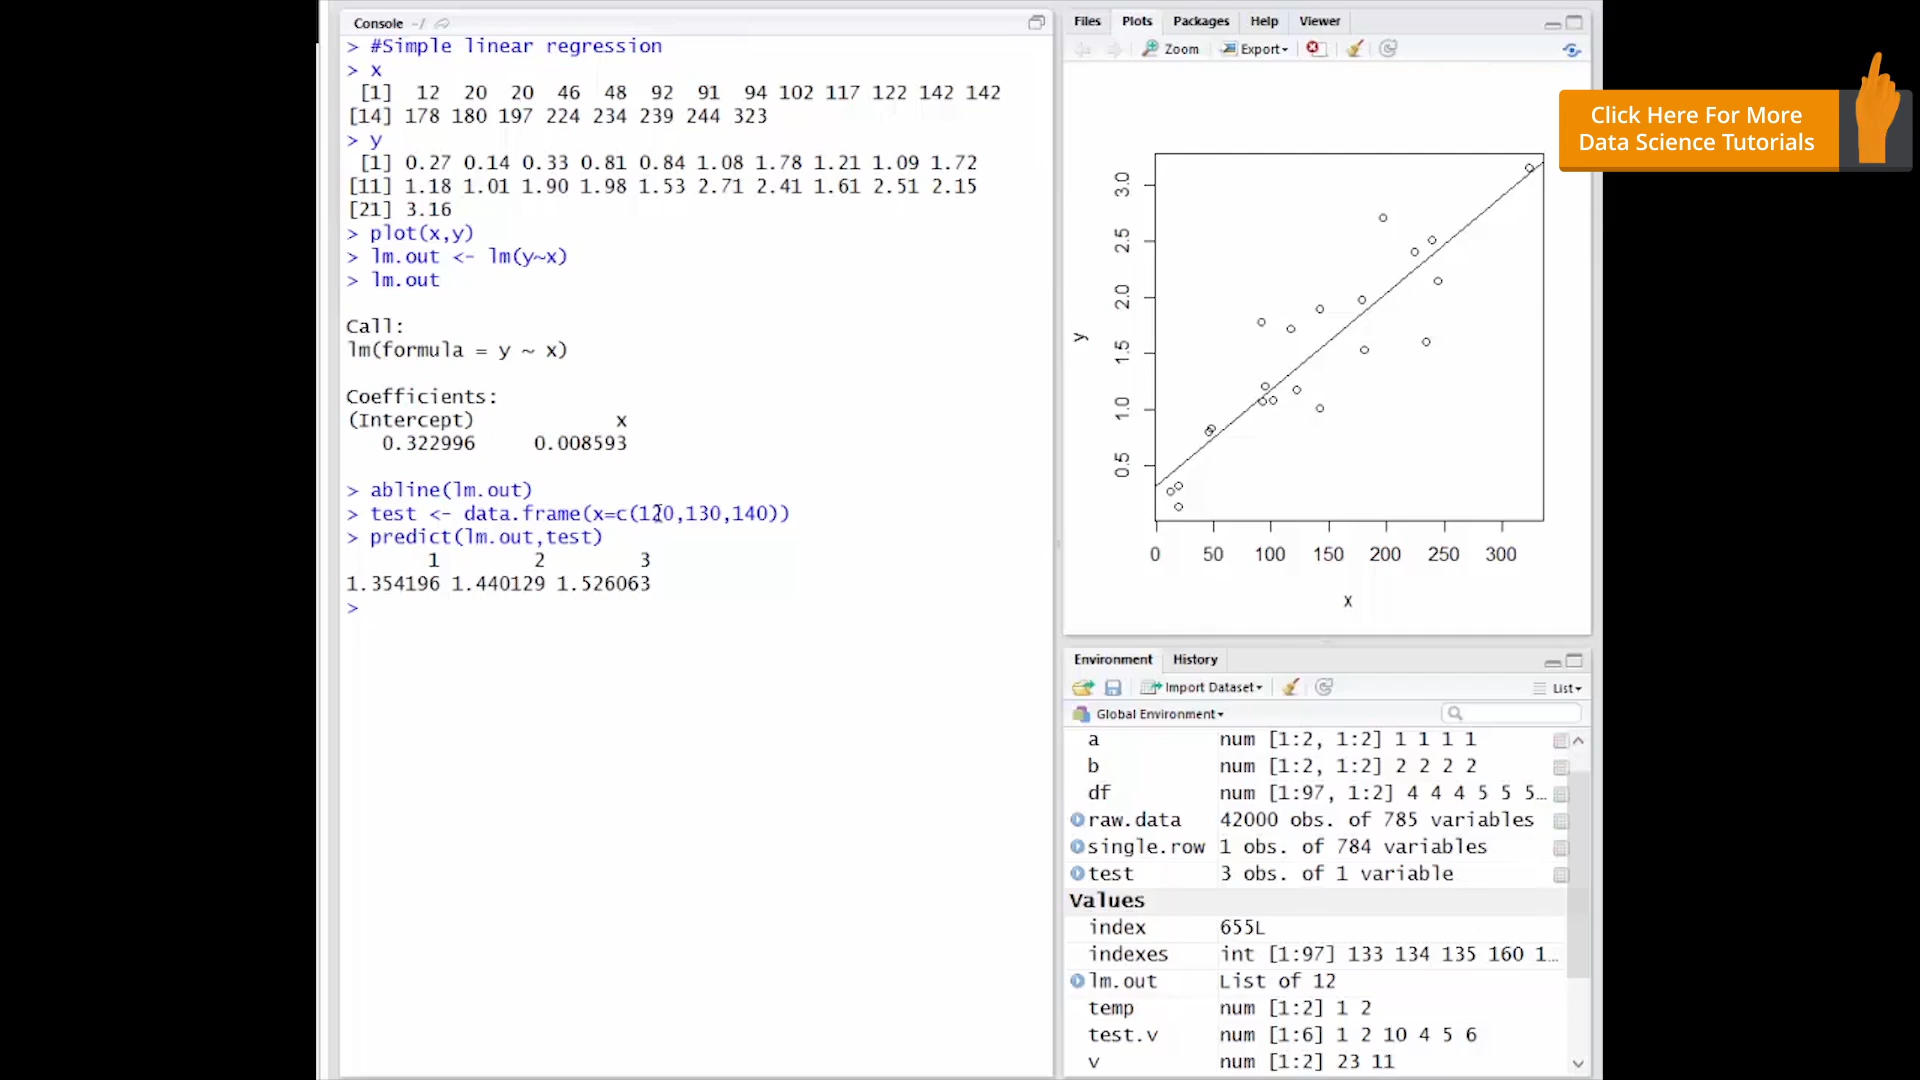 Console ~/
> #Simple linear regression
> x
[1] 12 20 20 46 48 92 91 94 102 117 122 142 142
[14] 178 180 197 224 234 239 244 323
> y
[1] 0.27 0.14 0.33 0.81 0.84 1.08 1.78 1.21 1.09 1.72
[11] 1.18 1.01 1.90 1.98 1.53 2.71 2.41 1.61 2.51 2.15
[21] 3.16
> plot(x,y)
> lm.out <- lm(y~x)
> lm.out
Call:
lm(formula = y ~ x)
Coefficients:
(Intercept) x
0.322996 0.008593
> abline(lm.out)
> test <- data.frame(x=c(120,130,140))
> predict(lm.out,test)
1 2 3
1.354196 1.440129 1.526063
>
Files Plots Packages Help Viewer
Zoom Export
3.0
2.5
2.0
1.5
1.0
0.5
y
0 50 100 150 200 250 300
x
Environment History
Import Dataset List
Global Environment
a num [1:2, 1:2] 1 1 1 1
b num [1:2, 1:2] 2 2 2 2
df num [1:97, 1:2] 4 4 4 5 5 5…
raw.data 42000 obs. of 785 variables
single.row 1 obs. of 784 variables
test 3 obs. of 1 variable
Values
index 655L
indexes int [1:97] 133 134 135 160 1…
lm.out List of 12
temp num [1:2] 1 2
test.v num [1:6] 1 2 10 4 5 6
v num [1:2] 23 11
Click Here For More
Data Science Tutorials